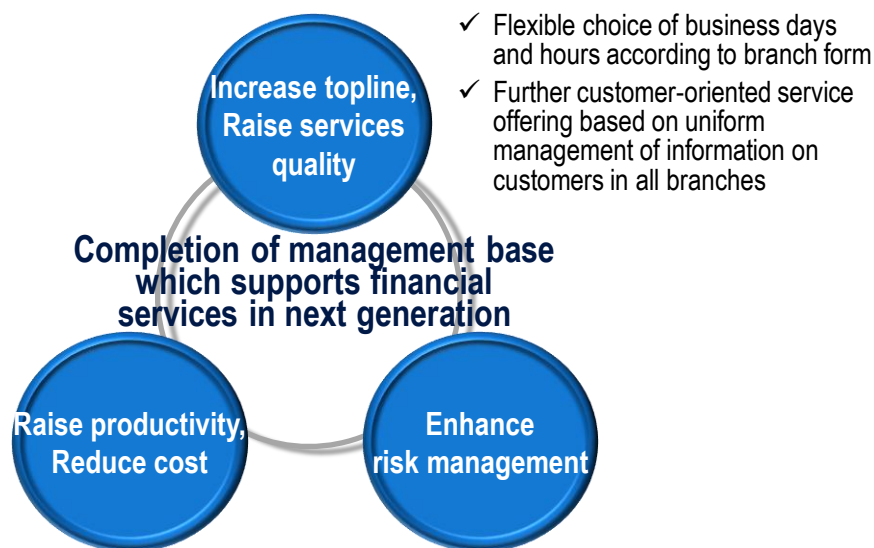 Increase topline,
Raise services
quality
✓ Flexible choice of business days
and hours according to branch form
✓ Further customer-oriented service
offering based on uniform
management of information on
customers in all branches
Completion of management base
which supports financial
services in next generation
Raise productivity,
Reduce cost
Enhance
risk management